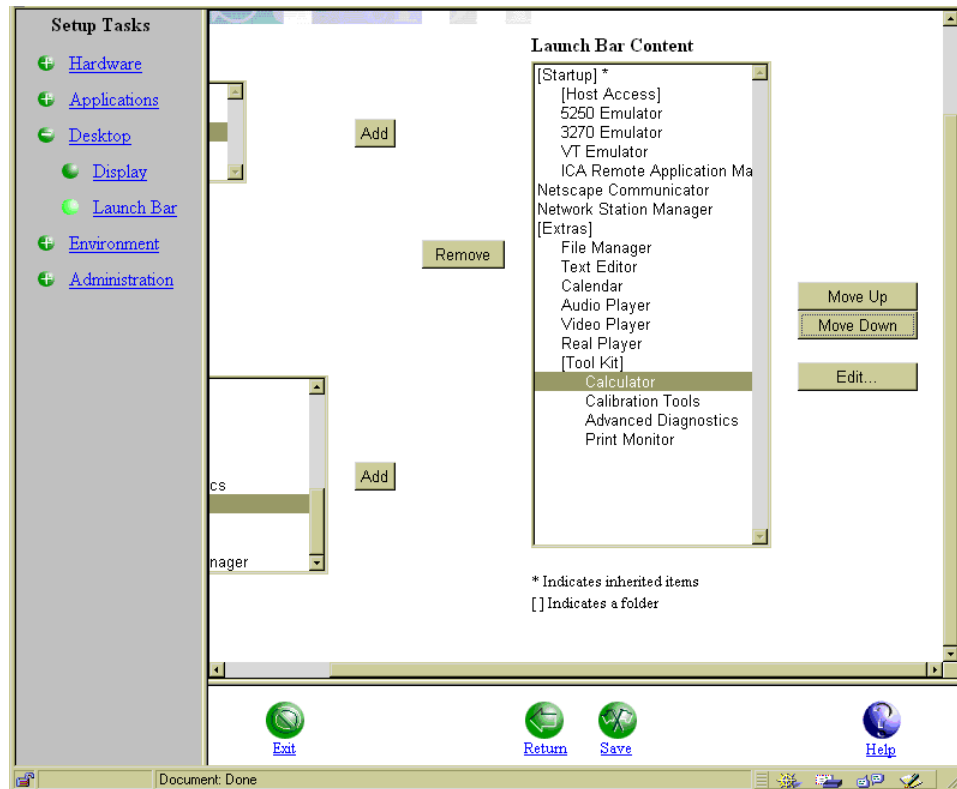 Setup Tasks
Hardware
Applications
Desktop
Display
Launch Bar
Environment
Administration
Add
Remove
cs
nager
Add
Launch Bar Content
[Startup] *
[Host Access]
5250 Emulator
3270 Emulator
VT Emulator
ICA Remote Application Ma
Netscape Communicator
Network Station Manager
[Extras]
File Manager
Text Editor
Calendar
Audio Player
Video Player
Real Player
[Tool Kit]
Calculator
Calibration Tools
Advanced Diagnostics
Print Monitor
* Indicates inherited items
[ ] Indicates a folder
Move Up
Move Down
Edit...
Exit
Return
Save
Help
Document: Done